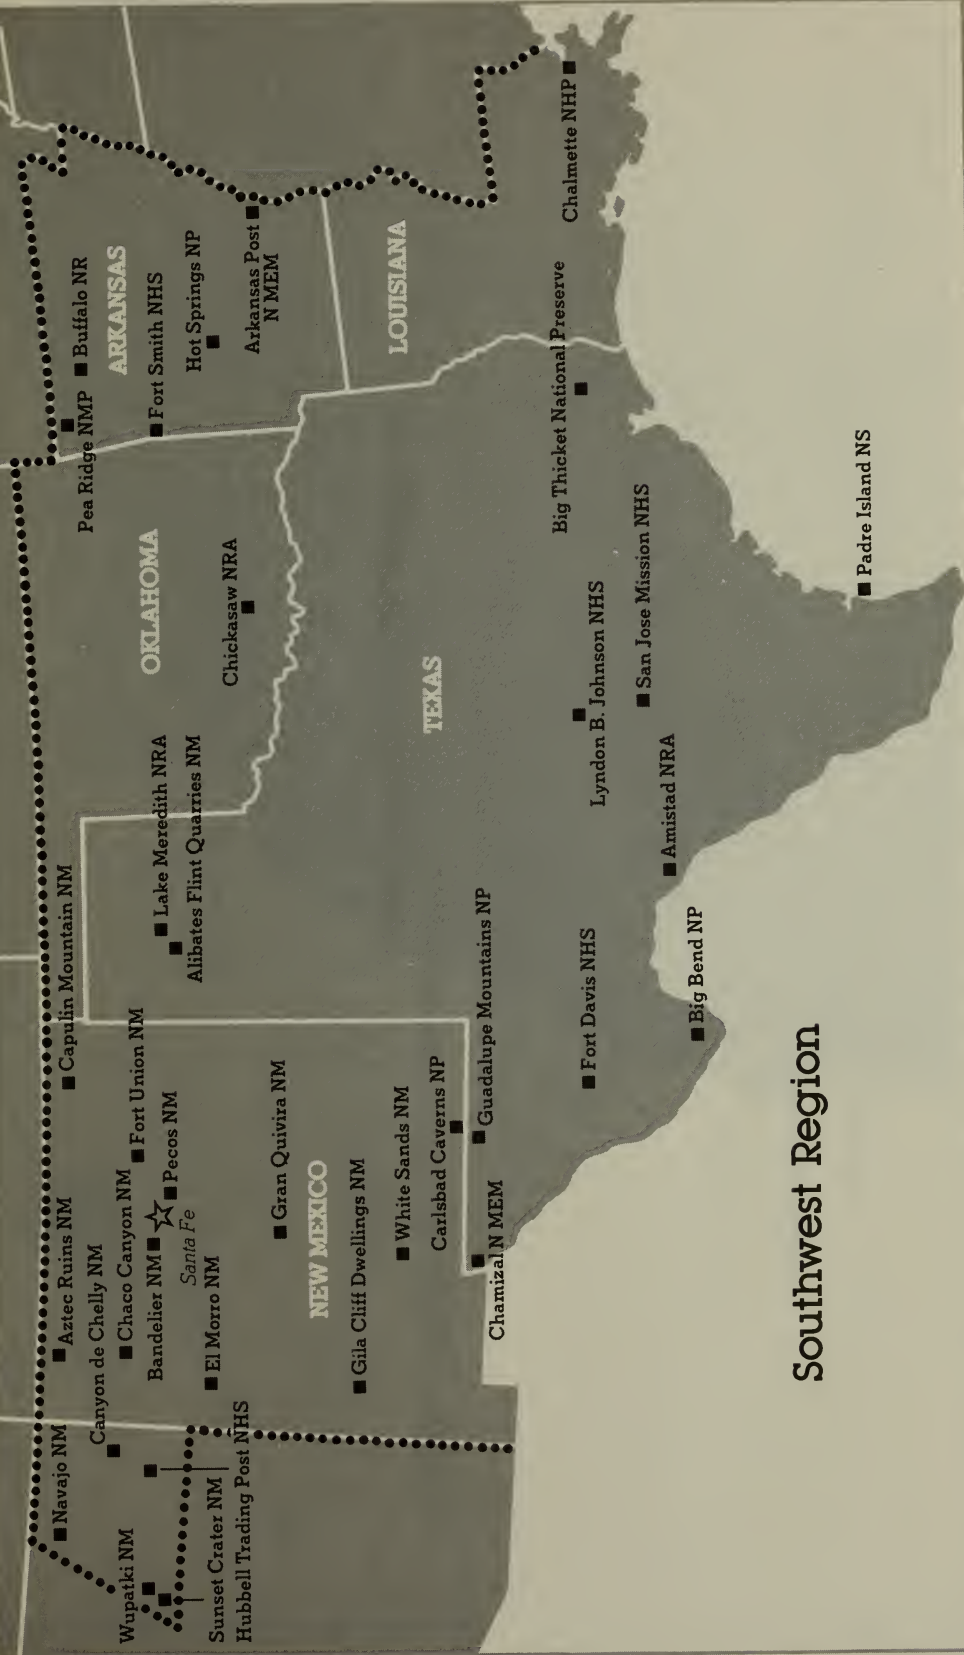 Navajo NM
Aztec Ruins NM
Capulin Mountain NM
Pea Ridge NMP
Buffalo NR
Canyon de Chelly NM
ARKANSAS
Wupatki NM
Chaco Canyon NM
Fort Union NM
OKLAHOMA
Fort Smith NHS
Bandelier NM
Pecos NM
Lake Meredith NRA
Santa Fe
Alibates Flint Quarries NM
Hot Springs NP
El Morro NM
Sunset Crater NM
Chickasaw NRA
Hubbell Trading Post NHS
Arkansas Post
N MEM
Gran Quivira NM
NEW MEXICO
Gila Cliff Dwellings NM
White Sands NM
LOUISIANA
Carlsbad Caverns NP
TEXAS
Guadalupe Mountains NP
Chamizal N MEM
Big Thicket National Preserve
Chalmette NHP
Fort Davis NHS
Lyndon B. Johnson NHS
San Jose Mission NHS
Amistad NRA
Big Bend NP
Southwest Region
Padre Island NS